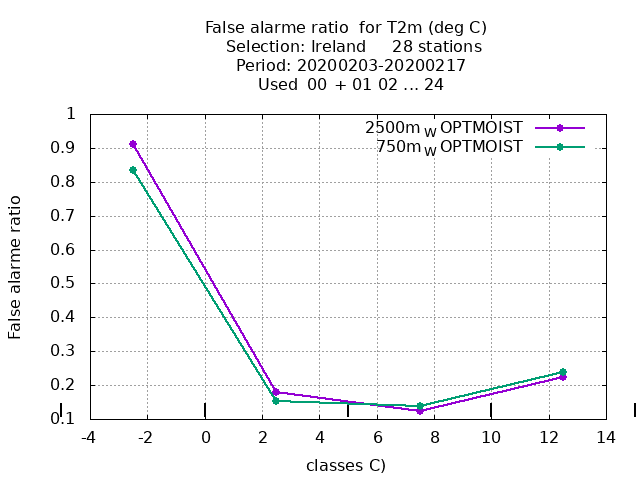 False alarme ratio for T2m (deg C)
Selection: Ireland 28 stations
Period: 20200203-20200217
Used 00 + 01 02 ... 24
2500m W OPTMOIST
750m W OPTMOIST
False alarme ratio
1
0.9
0.8
0.7
0.6
0.5
0.4
0.3
0.2
0.1
-4 -2 0 2 4 6 8 10 12 14
classes C)